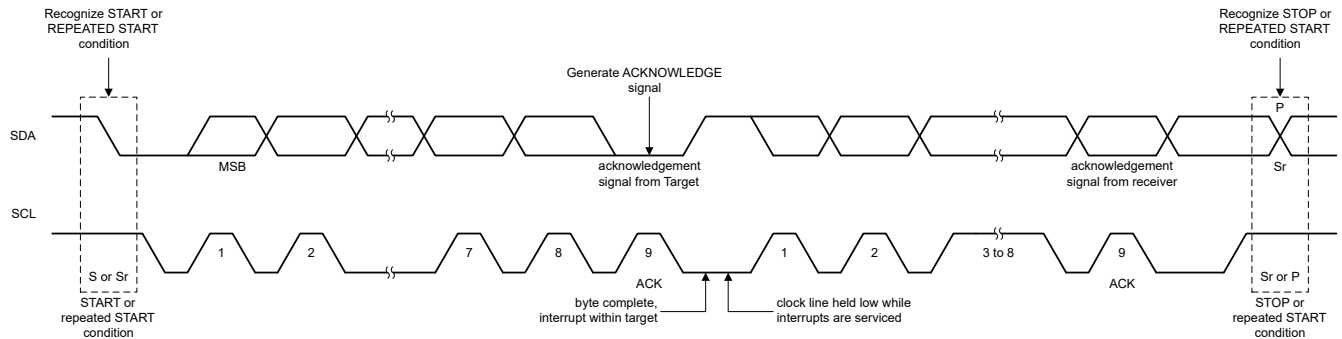 Recognize START or
REPEATED START
condition
Recognize STOP or
REPEATED START
condition
Generate ACKNOWLEDGE
signal
P
SDA
MSB
acknowledgement
signal from Target
acknowledgement
signal from receiver
Sr
SCL
1
2
7
8
9
1
2
3 to 8
9
S or Sr
ACK
ACK
Sr or P
START or
repeated START
condition
byte complete,
interrupt within target
clock line held low while
interrupts are serviced
STOP or
repeated START
condition